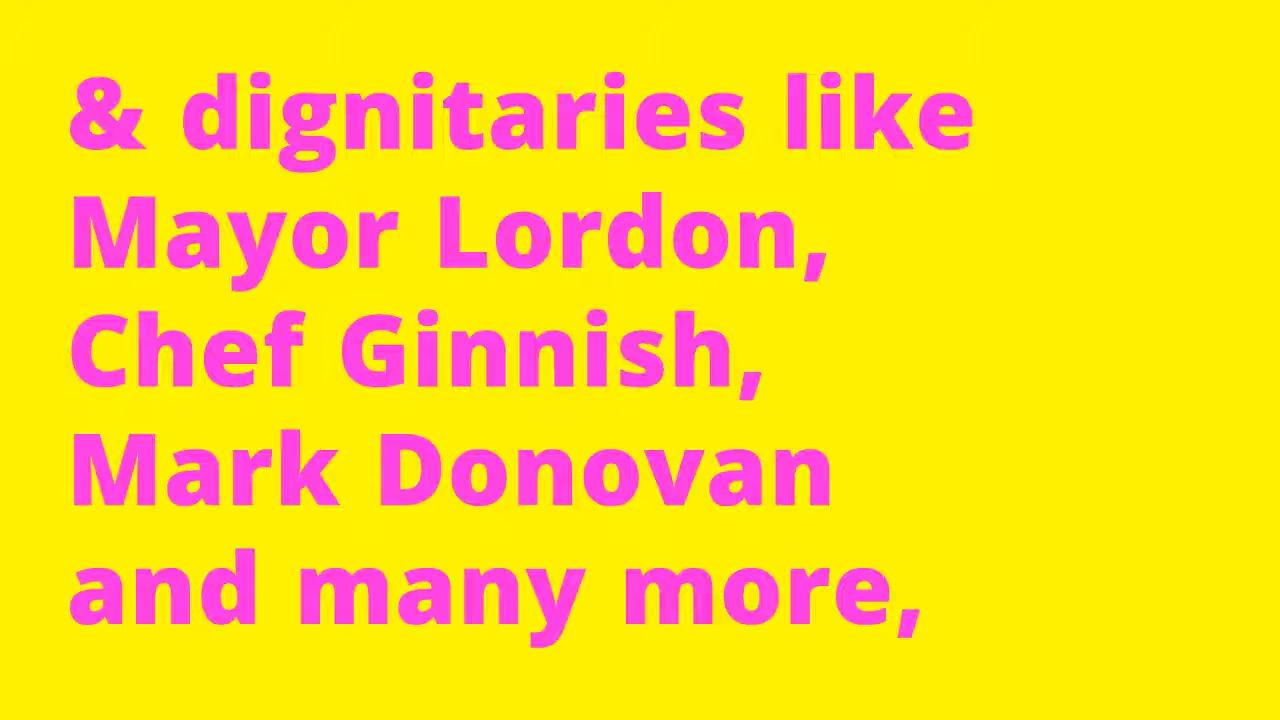 & dignitaries like
Mayor Lordon,
Chef Ginnish,
Mark Donovan
and many more,